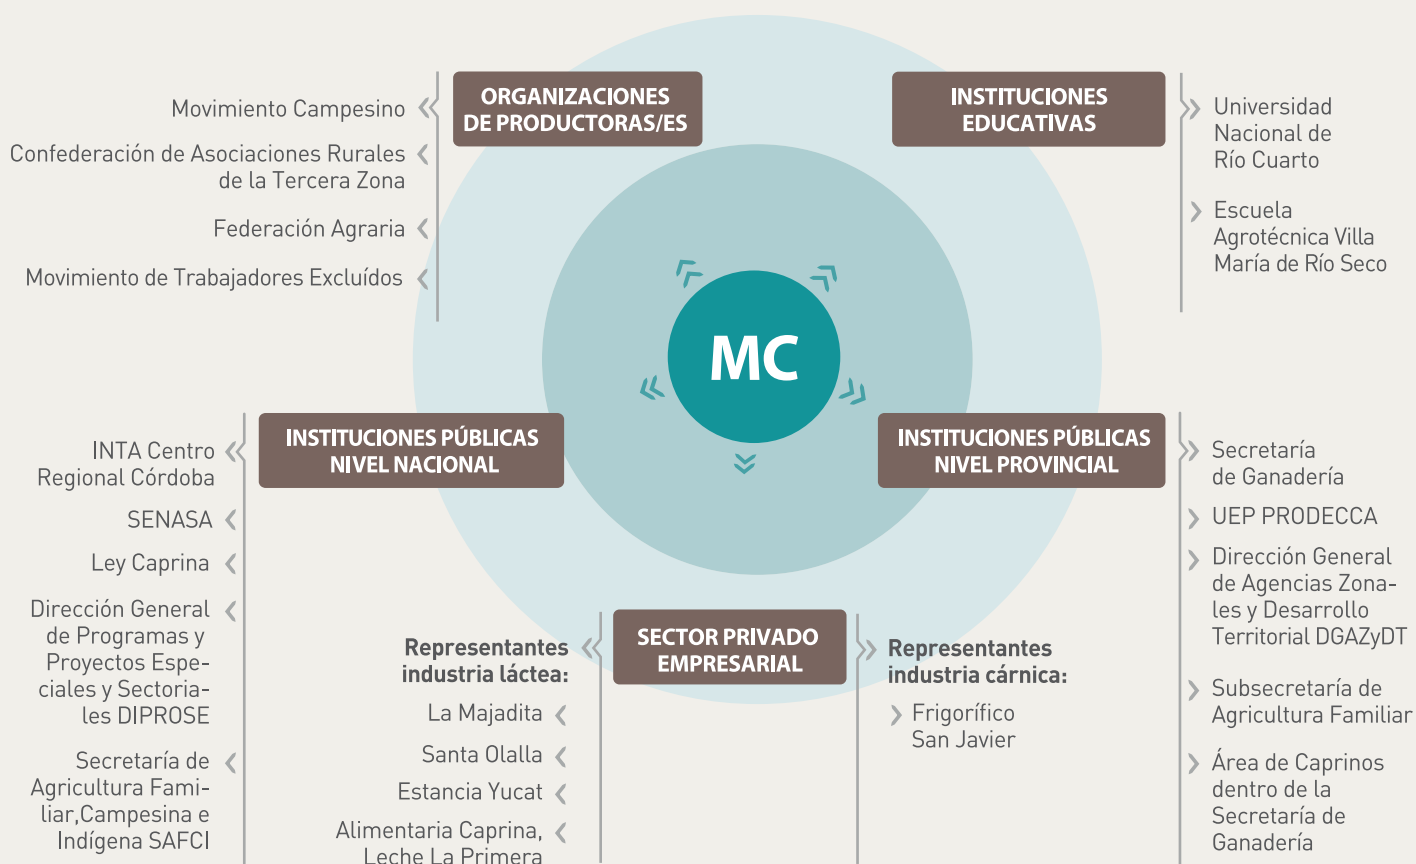 ORGANIZACIONES
DE PRODUCTORAS/ES
Movimiento Campesino
Confederación de Asociaciones Rurales
de la Tercera Zona
Federación Agraria
Movimiento de Trabajadores Excluídos
INSTITUCIONES
EDUCATIVAS
Universidad
Nacional de
Río Cuarto
Escuela
Agrotécnica Villa
María de Río Seco
MC
INSTITUCIONES PÚBLICAS
NIVEL NACIONAL
INTA Centro
Regional Córdoba
SENASA
Ley Caprina
Dirección General
de Programas y
Proyectos Espe-
ciales y Sectoria-
les DIPROSE
Secretaría de
Agricultura Fami-
liar,Campesina e
Indígena SAFCI
INSTITUCIONES PÚBLICAS
NIVEL PROVINCIAL
Secretaría
de Ganadería
UEP PRODECCA
Dirección General
de Agencias Zona-
les y Desarrollo
Territorial DGAZyDT
Subsecretaría de
Agricultura Familiar
Área de Caprinos
dentro de la
Secretaría de
Ganadería
SECTOR PRIVADO
EMPRESARIAL
Representantes
industria láctea:
La Majadita
Santa Olalla
Estancia Yucat
Alimentaria Caprina,
Leche La Primera
Representantes
industria cárnica:
Frigorífico
San Javier